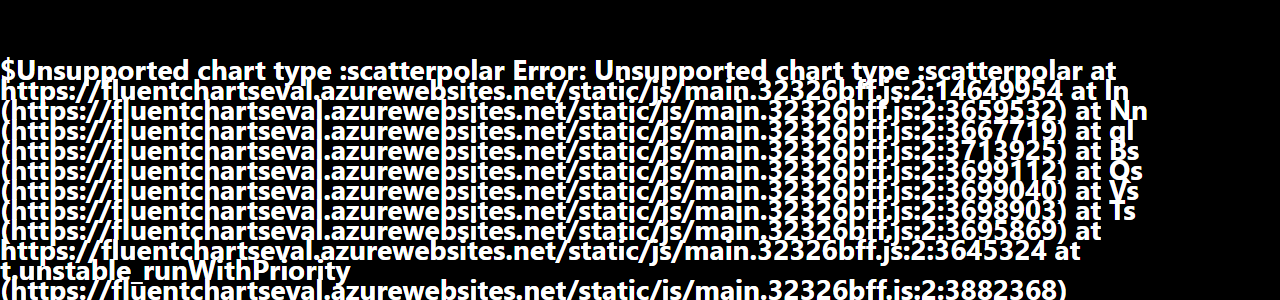 $Unsupported chart type :scatterpolar Error: Unsupported chart type :scatterpolar at
https://fluentchartseval.azurewebsites.net/static/js/main.32326bff.js:2:14649954 at In
(https://fluentchartseval.azurewebsites.net/static/js/main.32326bff.js:2:3659532) at Nn
(https://fluentchartseval.azurewebsites.net/static/js/main.32326bff.js:2:3667719) at ql
(https://fluentchartseval.azurewebsites.net/static/js/main.32326bff.js:2:3713925) at Bs
(https://fluentchartseval.azurewebsites.net/static/js/main.32326bff.js:2:3699112) at Os
(https://fluentchartseval.azurewebsites.net/static/js/main.32326bff.js:2:3699040) at Vs
(https://fluentchartseval.azurewebsites.net/static/js/main.32326bff.js:2:3698903) at Ts
(https://fluentchartseval.azurewebsites.net/static/js/main.32326bff.js:2:3695869) at
https://fluentchartseval.azurewebsites.net/static/js/main.32326bff.js:2:3645324 at
t.unstable_runWithPriority
(https://fluentchartseval.azurewebsites.net/static/js/main.32326bff.js:2:3882368)